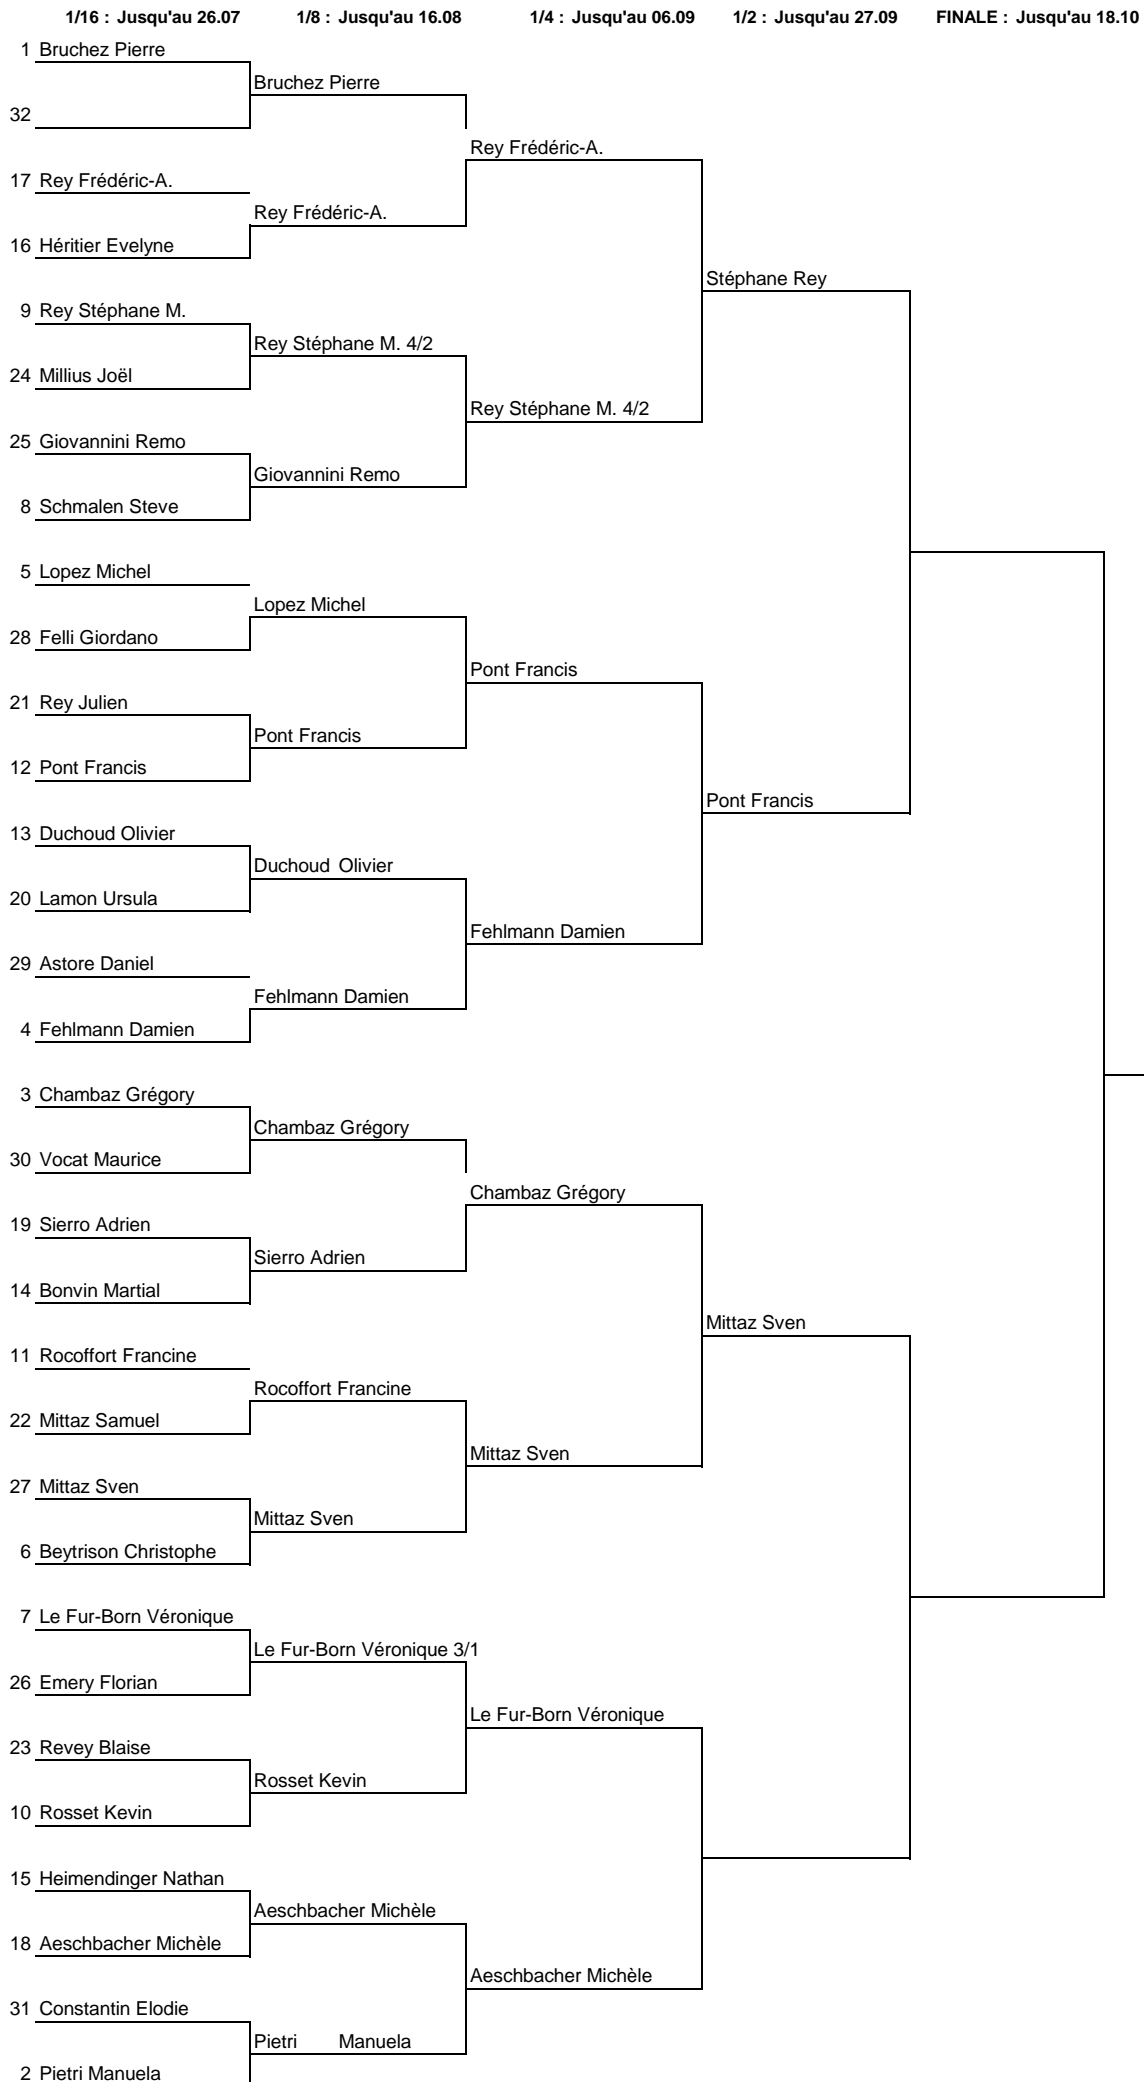 1/16 : Jusqu'au 26.07 1/8 : Jusqu'au 16.08 1/4 : Jusqu'au 06.09 1/2 : Jusqu'au 27.09 FINALE : Jusqu'au 18.10
1 Bruchez Pierre
Bruchez Pierre
32
Rey Frédéric-A.
17 Rey Frédéric-A.
Rey Frédéric-A.
16 Héritier Evelyne
Stéphane Rey
9 Rey Stéphane M.
Rey Stéphane M. 4/2
24 Millius Joël
Rey Stéphane M. 4/2
25 Giovannini Remo
Giovannini Remo
8 Schmalen Steve
5 Lopez Michel
Lopez Michel
28 Felli Giordano
Pont Francis
21 Rey Julien
Pont Francis
12 Pont Francis
Pont Francis
13 Duchoud Olivier
Duchoud Olivier
20 Lamon Ursula
Fehlmann Damien
29 Astore Daniel
Fehlmann Damien
4 Fehlmann Damien
3 Chambaz Grégory
Chambaz Grégory
30 Vocat Maurice
Chambaz Grégory
19 Sierro Adrien
Sierro Adrien
14 Bonvin Martial
Mittaz Sven
11 Rocoffort Francine
Rocoffort Francine
22 Mittaz Samuel
Mittaz Sven
27 Mittaz Sven
Mittaz Sven
6 Beytrison Christophe
7 Le Fur-Born Véronique
Le Fur-Born Véronique 3/1
26 Emery Florian
Le Fur-Born Véronique
23 Revey Blaise
Rosset Kevin
10 Rosset Kevin
15 Heimendinger Nathan
Aeschbacher Michèle
18 Aeschbacher Michèle
Aeschbacher Michèle
31 Constantin Elodie
Pietri Manuela
2 Pietri Manuela